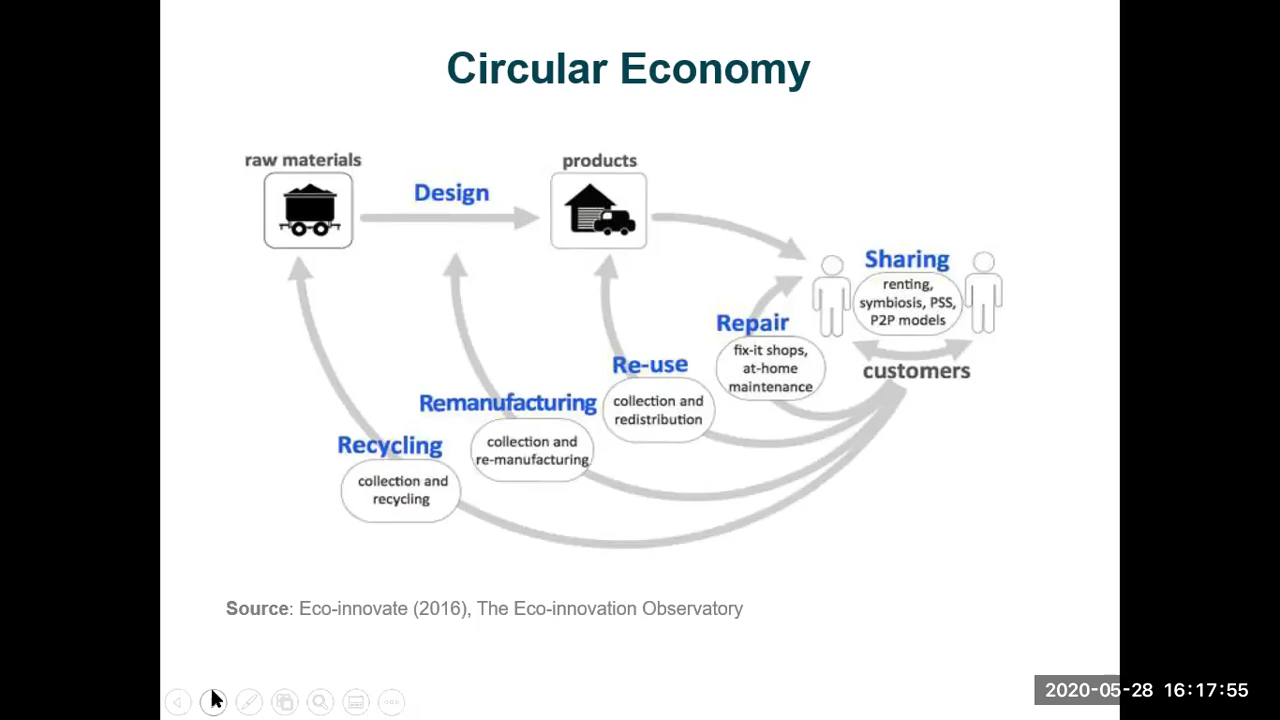 Circular Economy
raw materials
Design
products
Sharing
renting,
symbiosis, PSS,
P2P models
customers
Repair
fix-it shops,
at-home
maintenance
Re-use
collection and
redistribution
Remanufacturing
collection and
re-manufacturing
Recycling
collection and
recycling
Source: Eco-innovate (2016), The Eco-innovation Observatory
2020-05-28 16:17:55